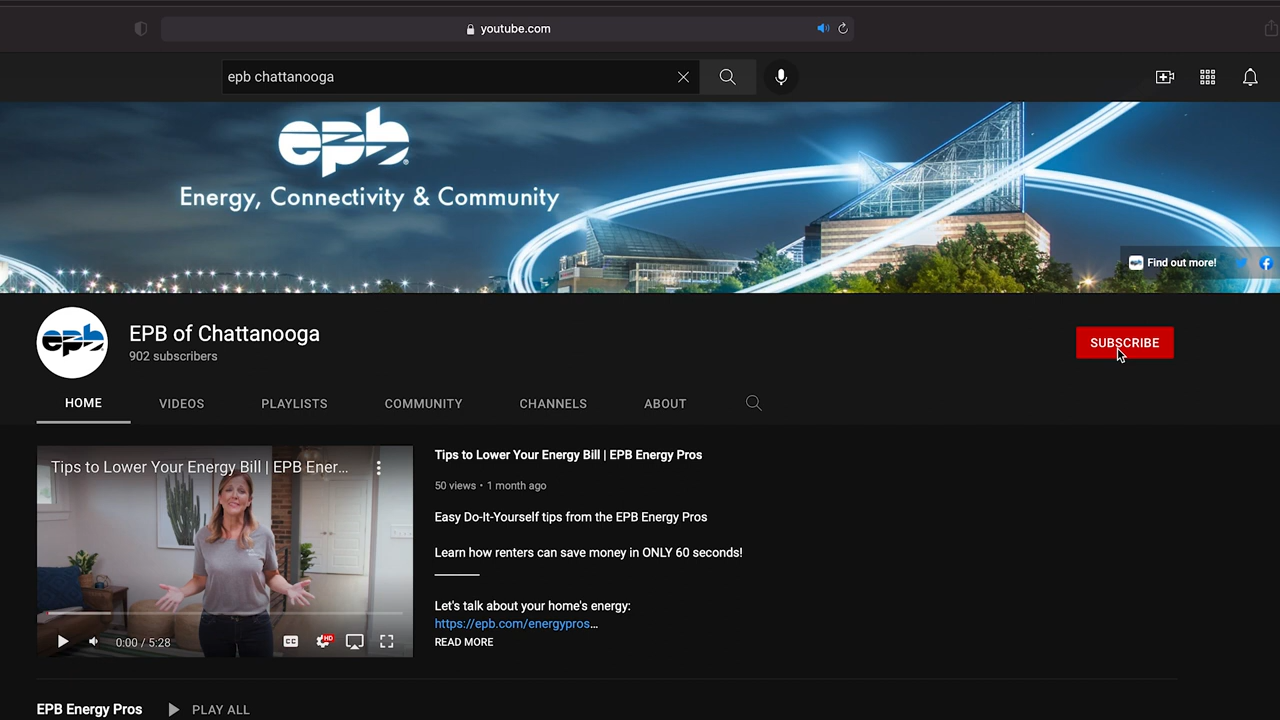 youtube.com
epb chattanooga
epb
Energy, Connectivity & Community
epb Find out more!
epb
EPB of Chattanooga
902 subscribers
SUBSCRIBE
HOME VIDEOS PLAYLISTS COMMUNITY CHANNELS ABOUT
Tips to Lower Your Energy Bill | EPB Ener...
Tips to Lower Your Energy Bill | EPB Energy Pros
50 views • 1 month ago
Easy Do-It-Yourself tips from the EPB Energy Pros
Learn how renters can save money in ONLY 60 seconds!
Let's talk about your home's energy:
https://epb.com/energypros...
READ MORE
0:00 / 5:28
CC
HD
EPB Energy Pros PLAY ALL